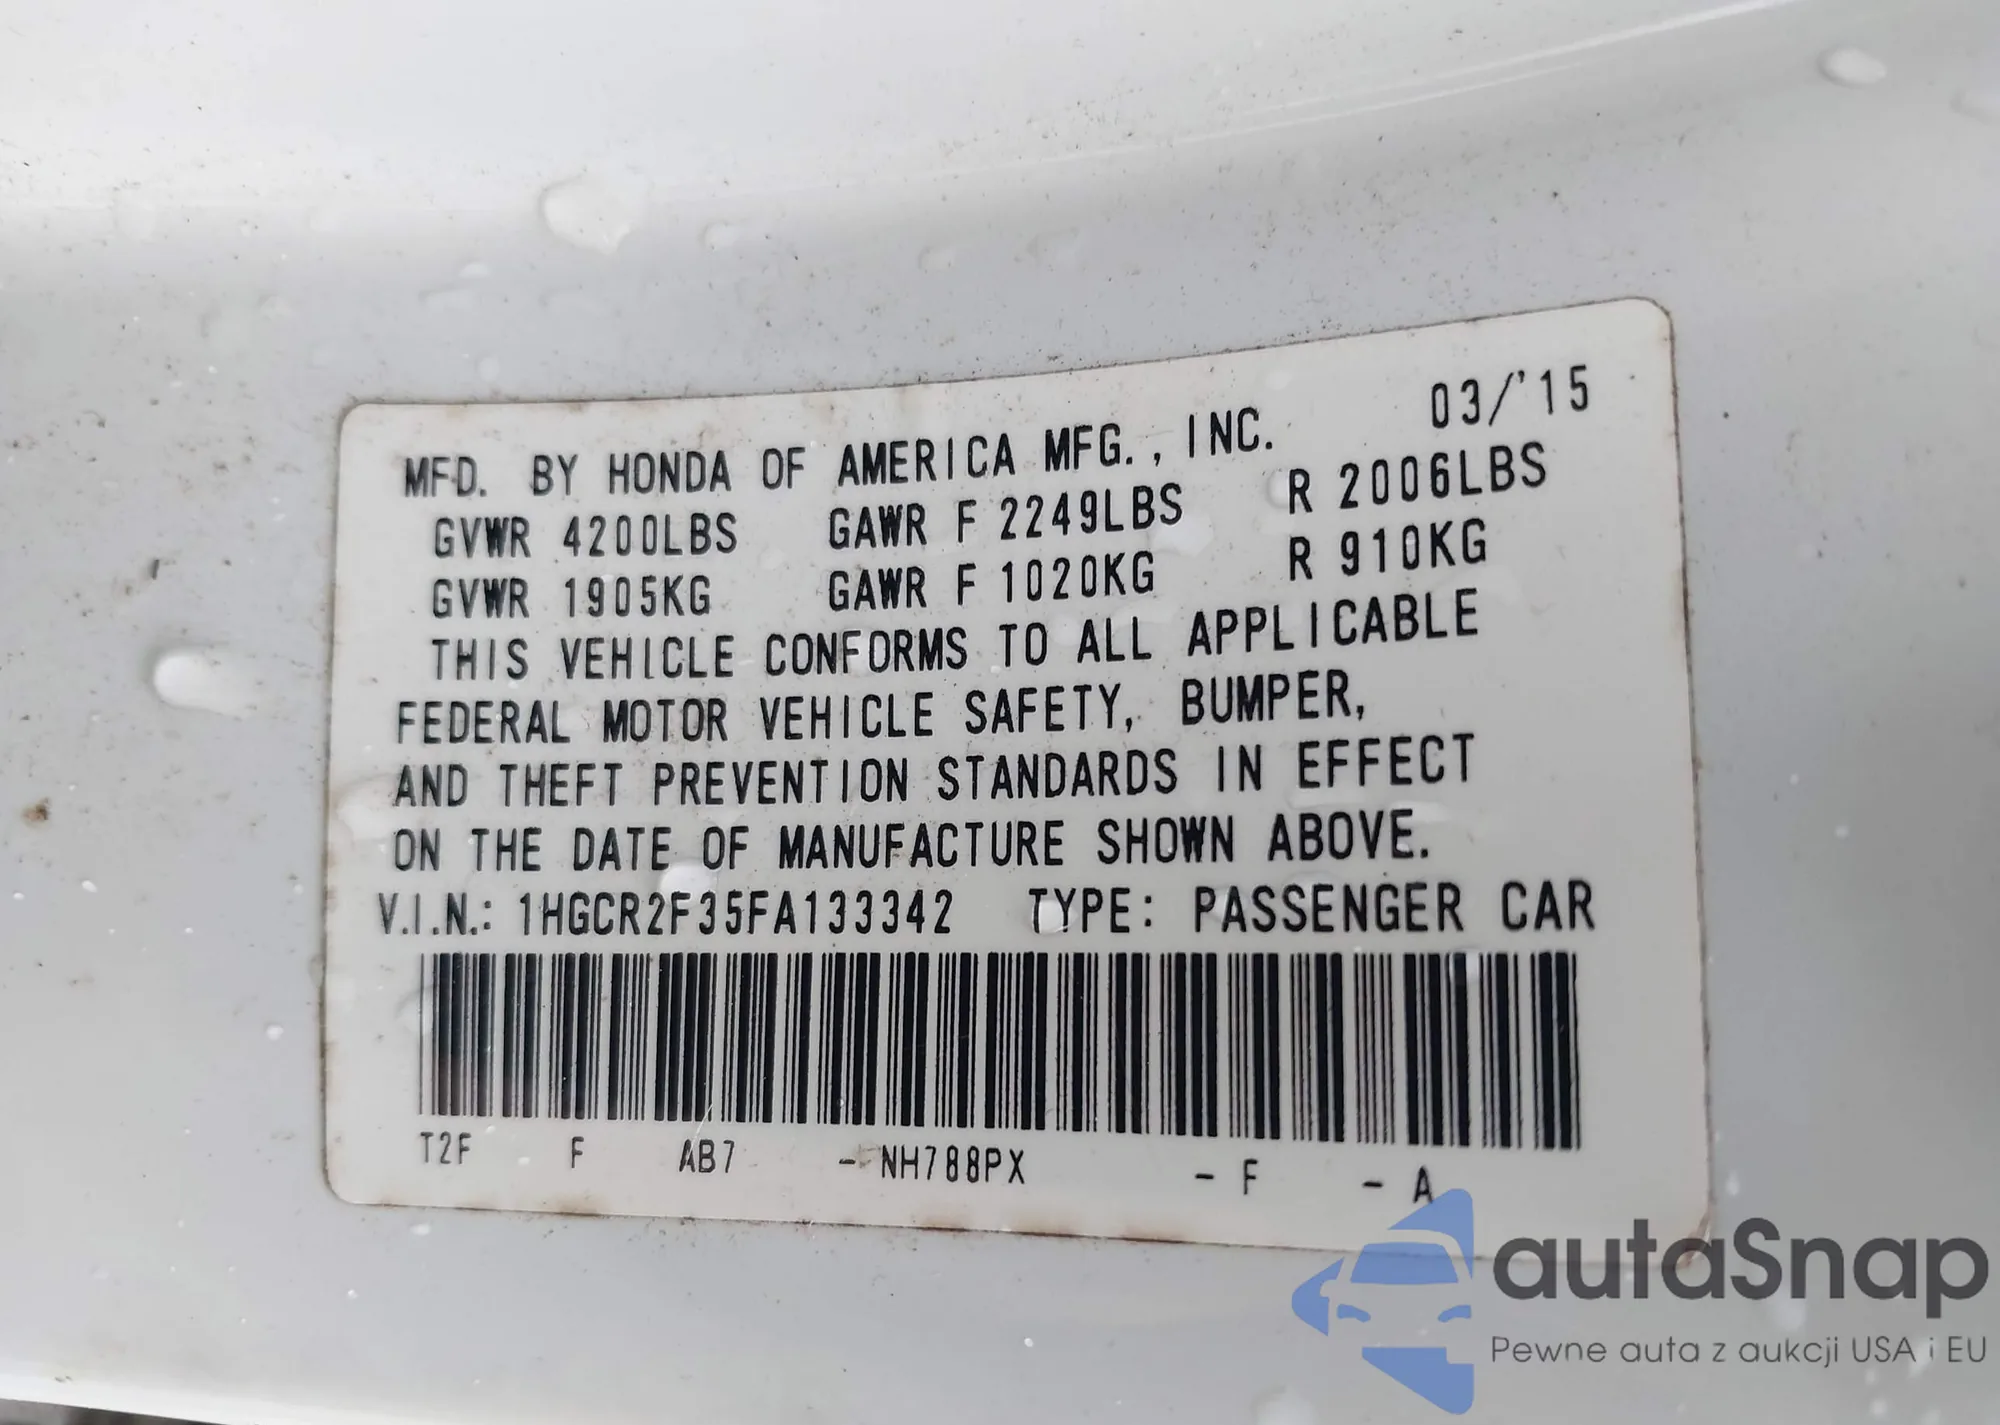 03/'15
MFD. BY HONDA OF AMERICA MFG., INC.
GVWR 4200LBS GAWR F 2249LBS R 2006LBS
GVWR 1905KG GAWR F 1020KG R 910KG
THIS VEHICLE CONFORMS TO ALL APPLICABLE
FEDERAL MOTOR VEHICLE SAFETY, BUMPER,
AND THEFT PREVENTION STANDARDS IN EFFECT
ON THE DATE OF MANUFACTURE SHOWN ABOVE.
V.I.N.: 1HGCR2F35FA133342 TYPE: PASSENGER CAR
T2F F AB7 - NH788PX - F - A
autaSnap
Pewne auta z aukcji USA i EU